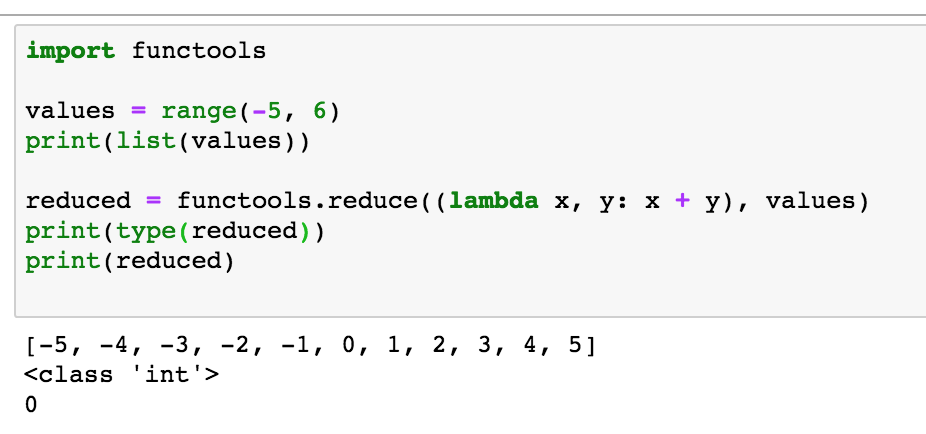 import functools
values = range(-5, 6)
print(list(values))
reduced = functools.reduce((lambda x, y: x + y), values)
print(type(reduced))
print(reduced)
[-5, -4, -3, -2, -1, 0, 1, 2, 3, 4, 5]
<class 'int'>
0